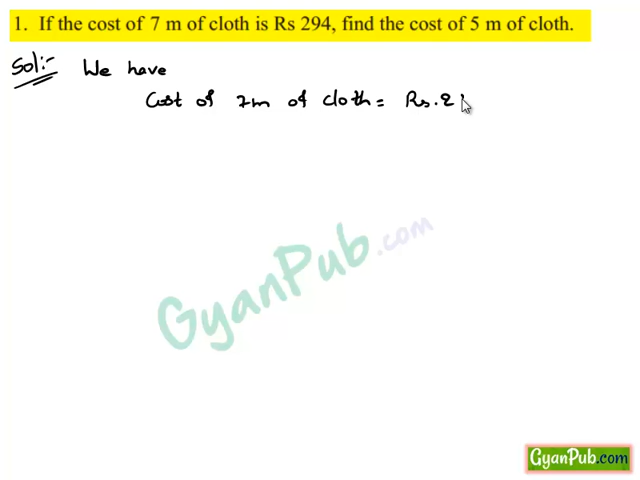 1. If the cost of 7 m of cloth is Rs 294, find the cost of 5 m of cloth.
Sol:-
We have
Cost of 7m of cloth = Rs. 2
GyanPub.com
GyanPub.com